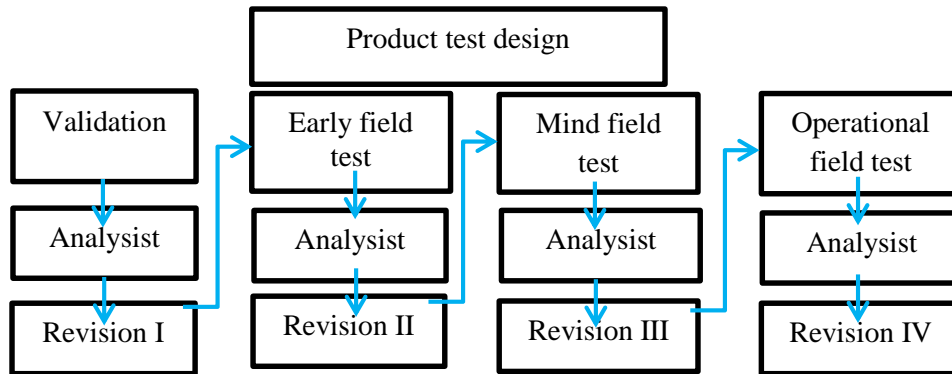 Product test design
Validation
Analysist
Revision I
Early field
test
Analysist
Revision II
Mind field
test
Analysist
Revision III
Operational
field test
Analysist
Revision IV